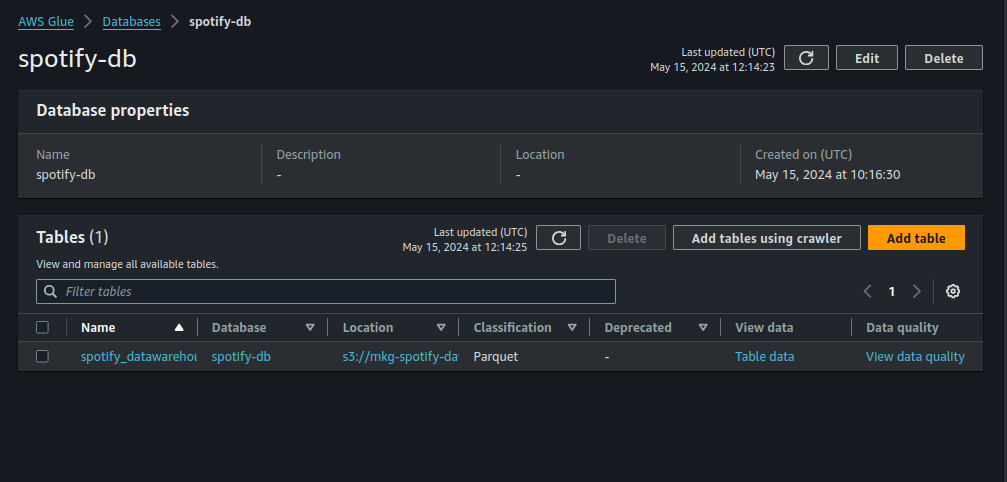 AWS Glue > Databases > spotify-db
spotify-db
Last updated (UTC)
May 15, 2024 at 12:14:23
Edit
Delete
Database properties
Name
Description
Location
Created on (UTC)
spotify-db
-
-
May 15, 2024 at 10:16:30
Tables (1)
Last updated (UTC)
May 15, 2024 at 12:14:25
Delete
Add tables using crawler
Add table
View and manage all available tables.
Filter tables
1
Name
Database
Location
Classification
Deprecated
View data
Data quality
spotify_datawarehou
spotify-db
s3://mkg-spotify-da
Parquet
-
Table data
View data quality